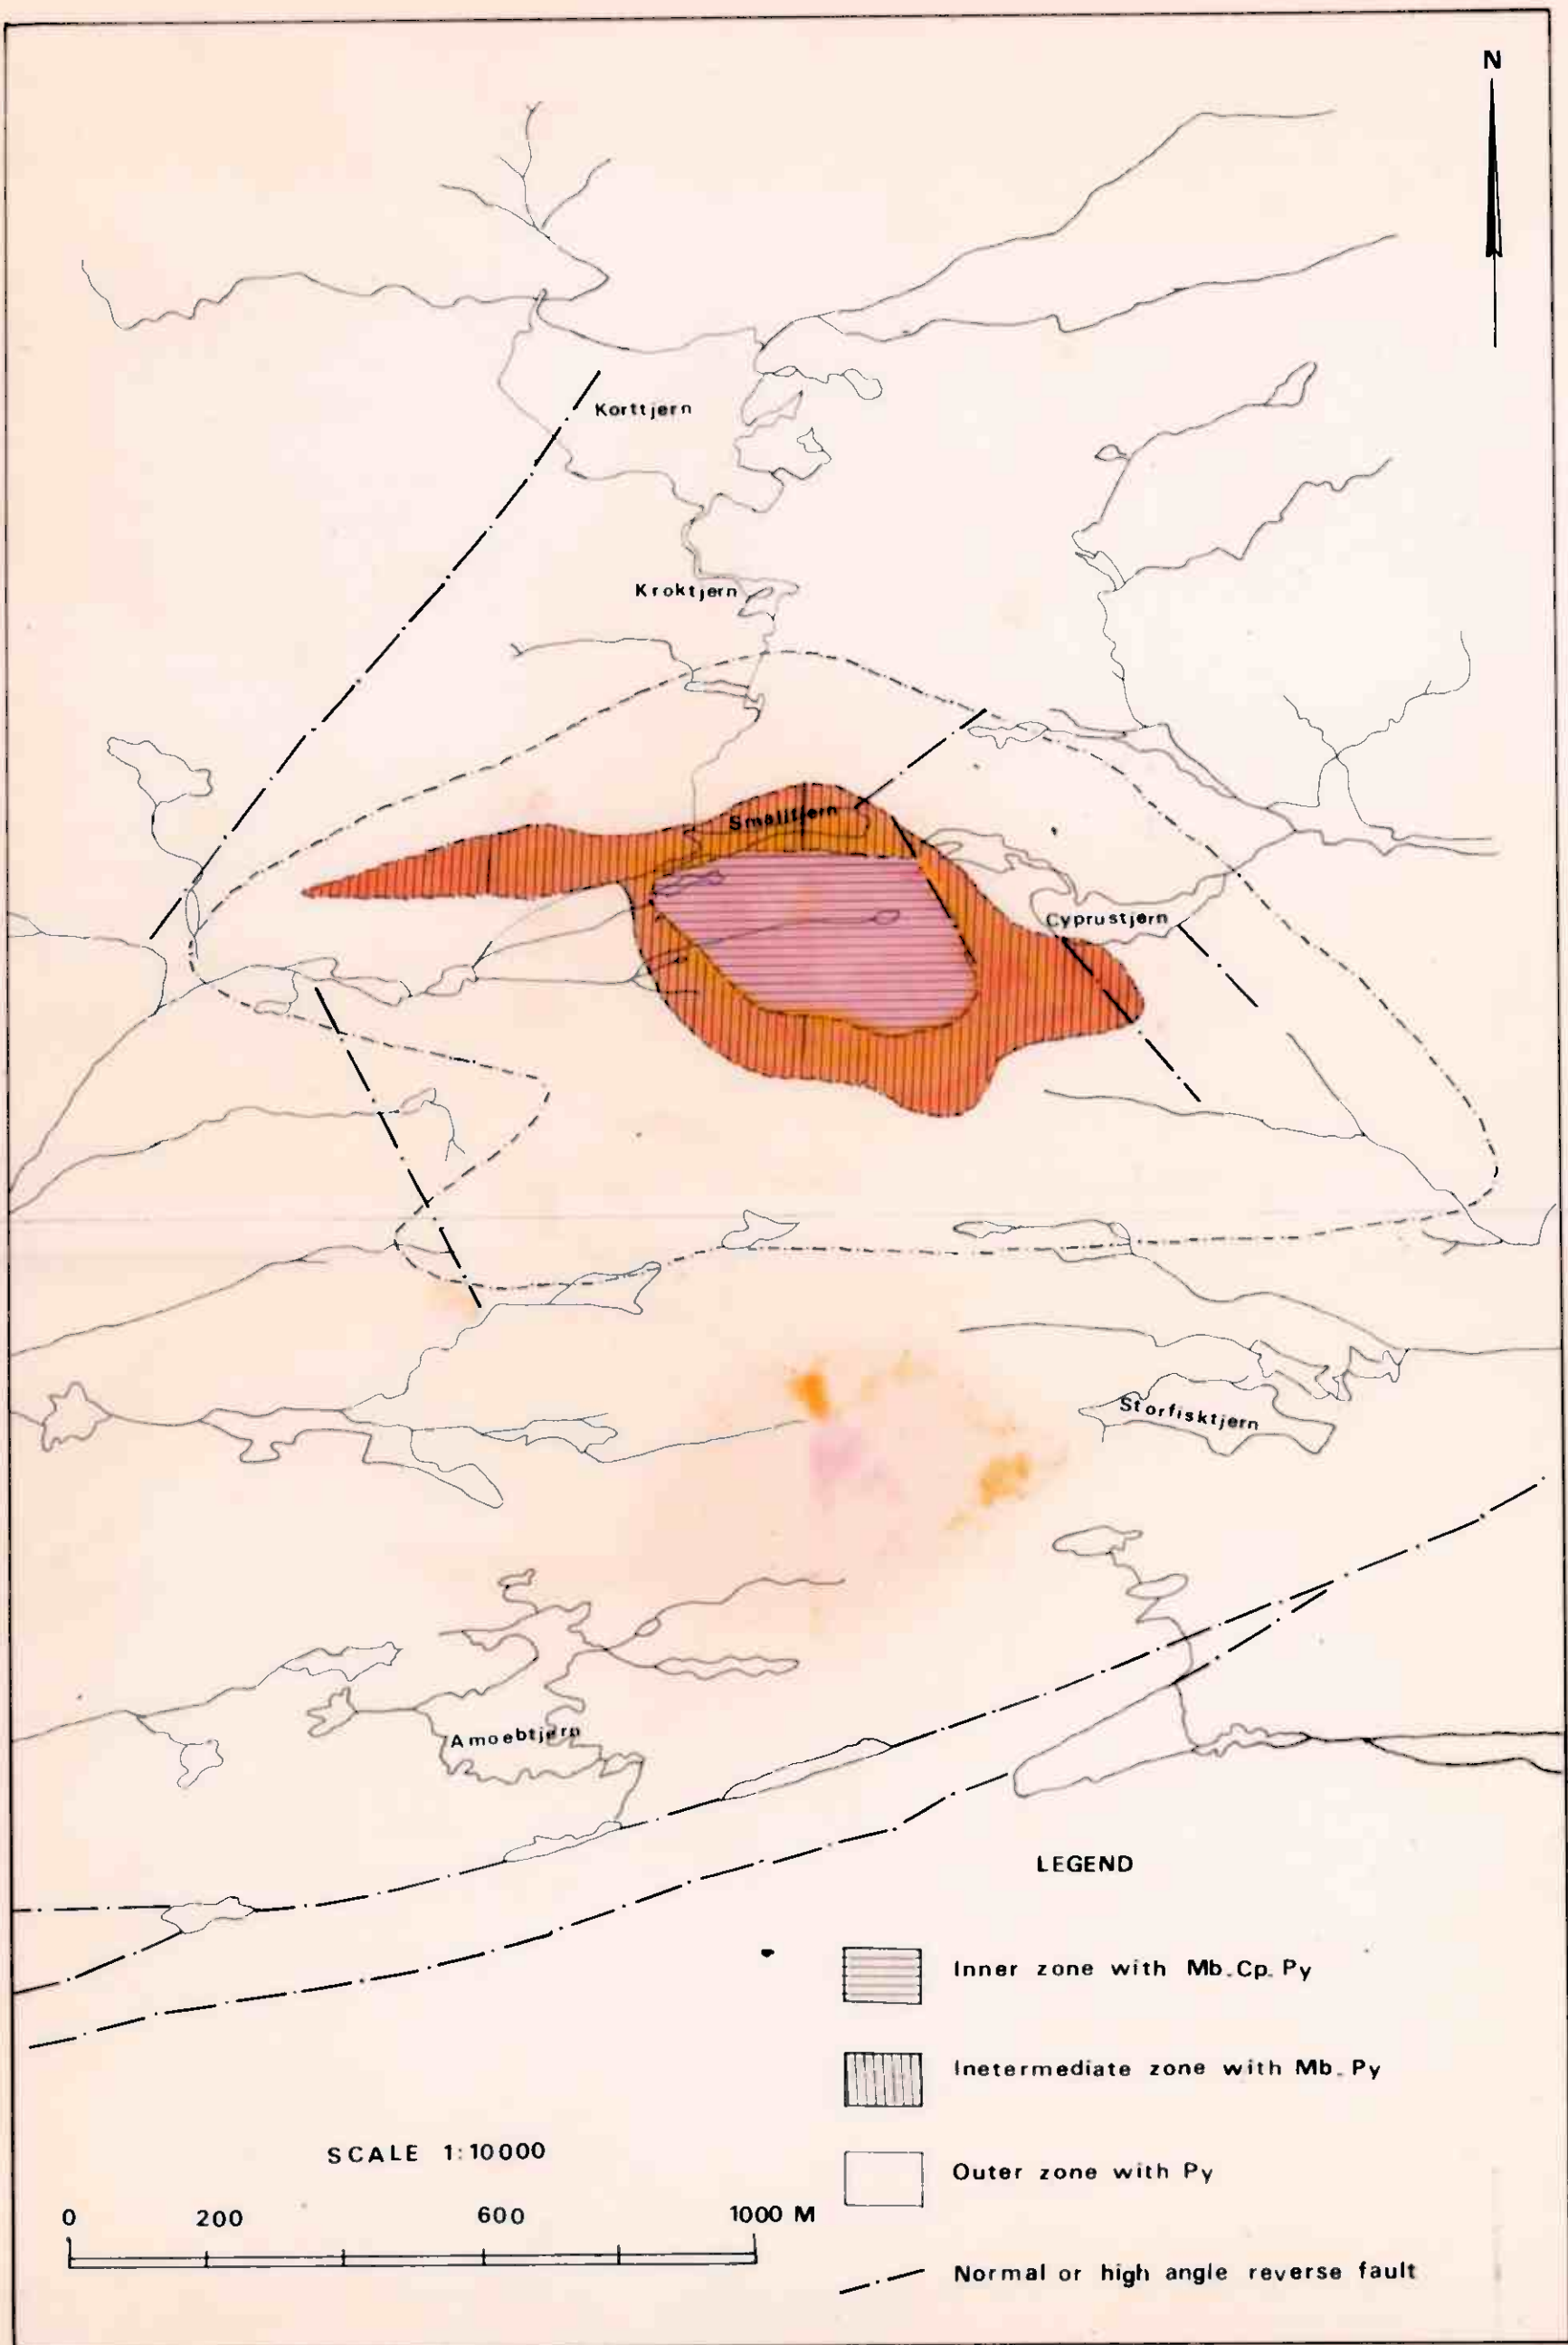 N
Korttjern
Kroktjern
Smalltjern
Cyprustjern
Storfisktjern
Amoebtjern
LEGEND
Inner zone with Mb. Cp. Py
Inetermediate zone with Mb. Py
Outer zone with Py
Normal or high angle reverse fault
SCALE 1:10000
0 200 600 1000 M